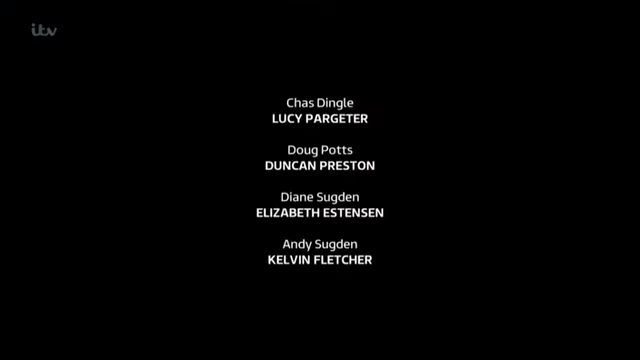 itv
Chas Dingle
LUCY PARGETER
Doug Potts
DUNCAN PRESTON
Diane Sugden
ELIZABETH ESTENSEN
Andy Sugden
KELVIN FLETCHER